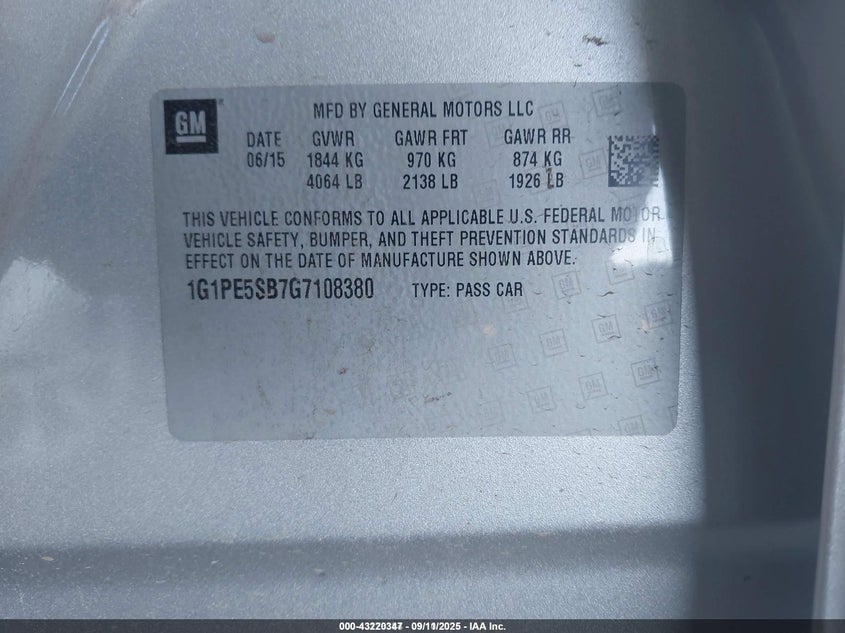 GM
MFD BY GENERAL MOTORS LLC
DATE GVWR GAWR FRT GAWR RR
06/15 1844 KG 970 KG 874 KG
4064 LB 2138 LB 1926 LB
THIS VEHICLE CONFORMS TO ALL APPLICABLE U.S. FEDERAL MOTOR
VEHICLE SAFETY, BUMPER, AND THEFT PREVENTION STANDARDS IN
EFFECT ON THE DATE OF MANUFACTURE SHOWN ABOVE.
1G1PE5SB7G7108380 TYPE: PASS CAR
000-43220347 - 09/11/2025 - IAA Inc.